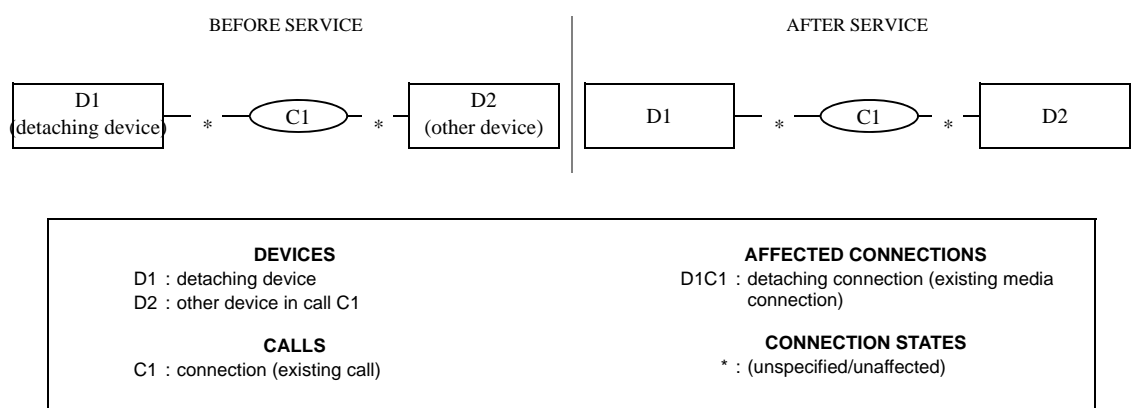 BEFORE SERVICE
AFTER SERVICE
D1
(detaching device)
*
C1
*
D2
(other device)
D1
*
C1
*
D2
DEVICES
D1 : detaching device
D2 : other device in call C1
CALLS
C1 : connection (existing call)
AFFECTED CONNECTIONS
D1C1 : detaching connection (existing media
connection)
CONNECTION STATES
* : (unspecified/unaffected)